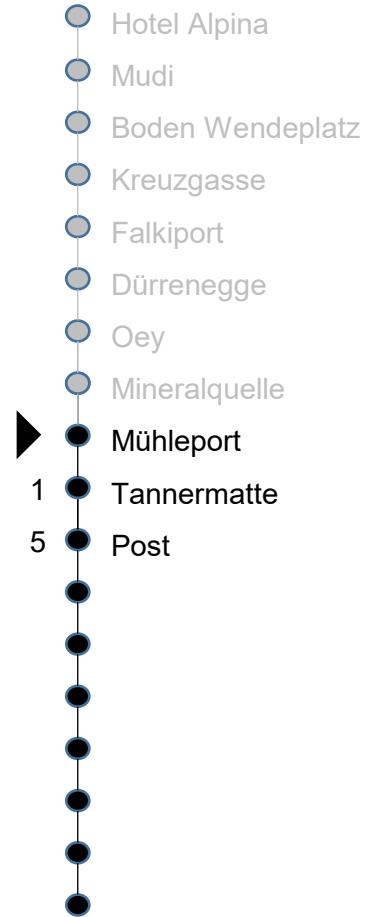 Hotel Alpina
Mudi
Boden Wendeplatz
Kreuzgasse
Falkiport
Dürrenegge
Oey
Mineralquelle
Mühleport
1 Tannermatte
5 Post